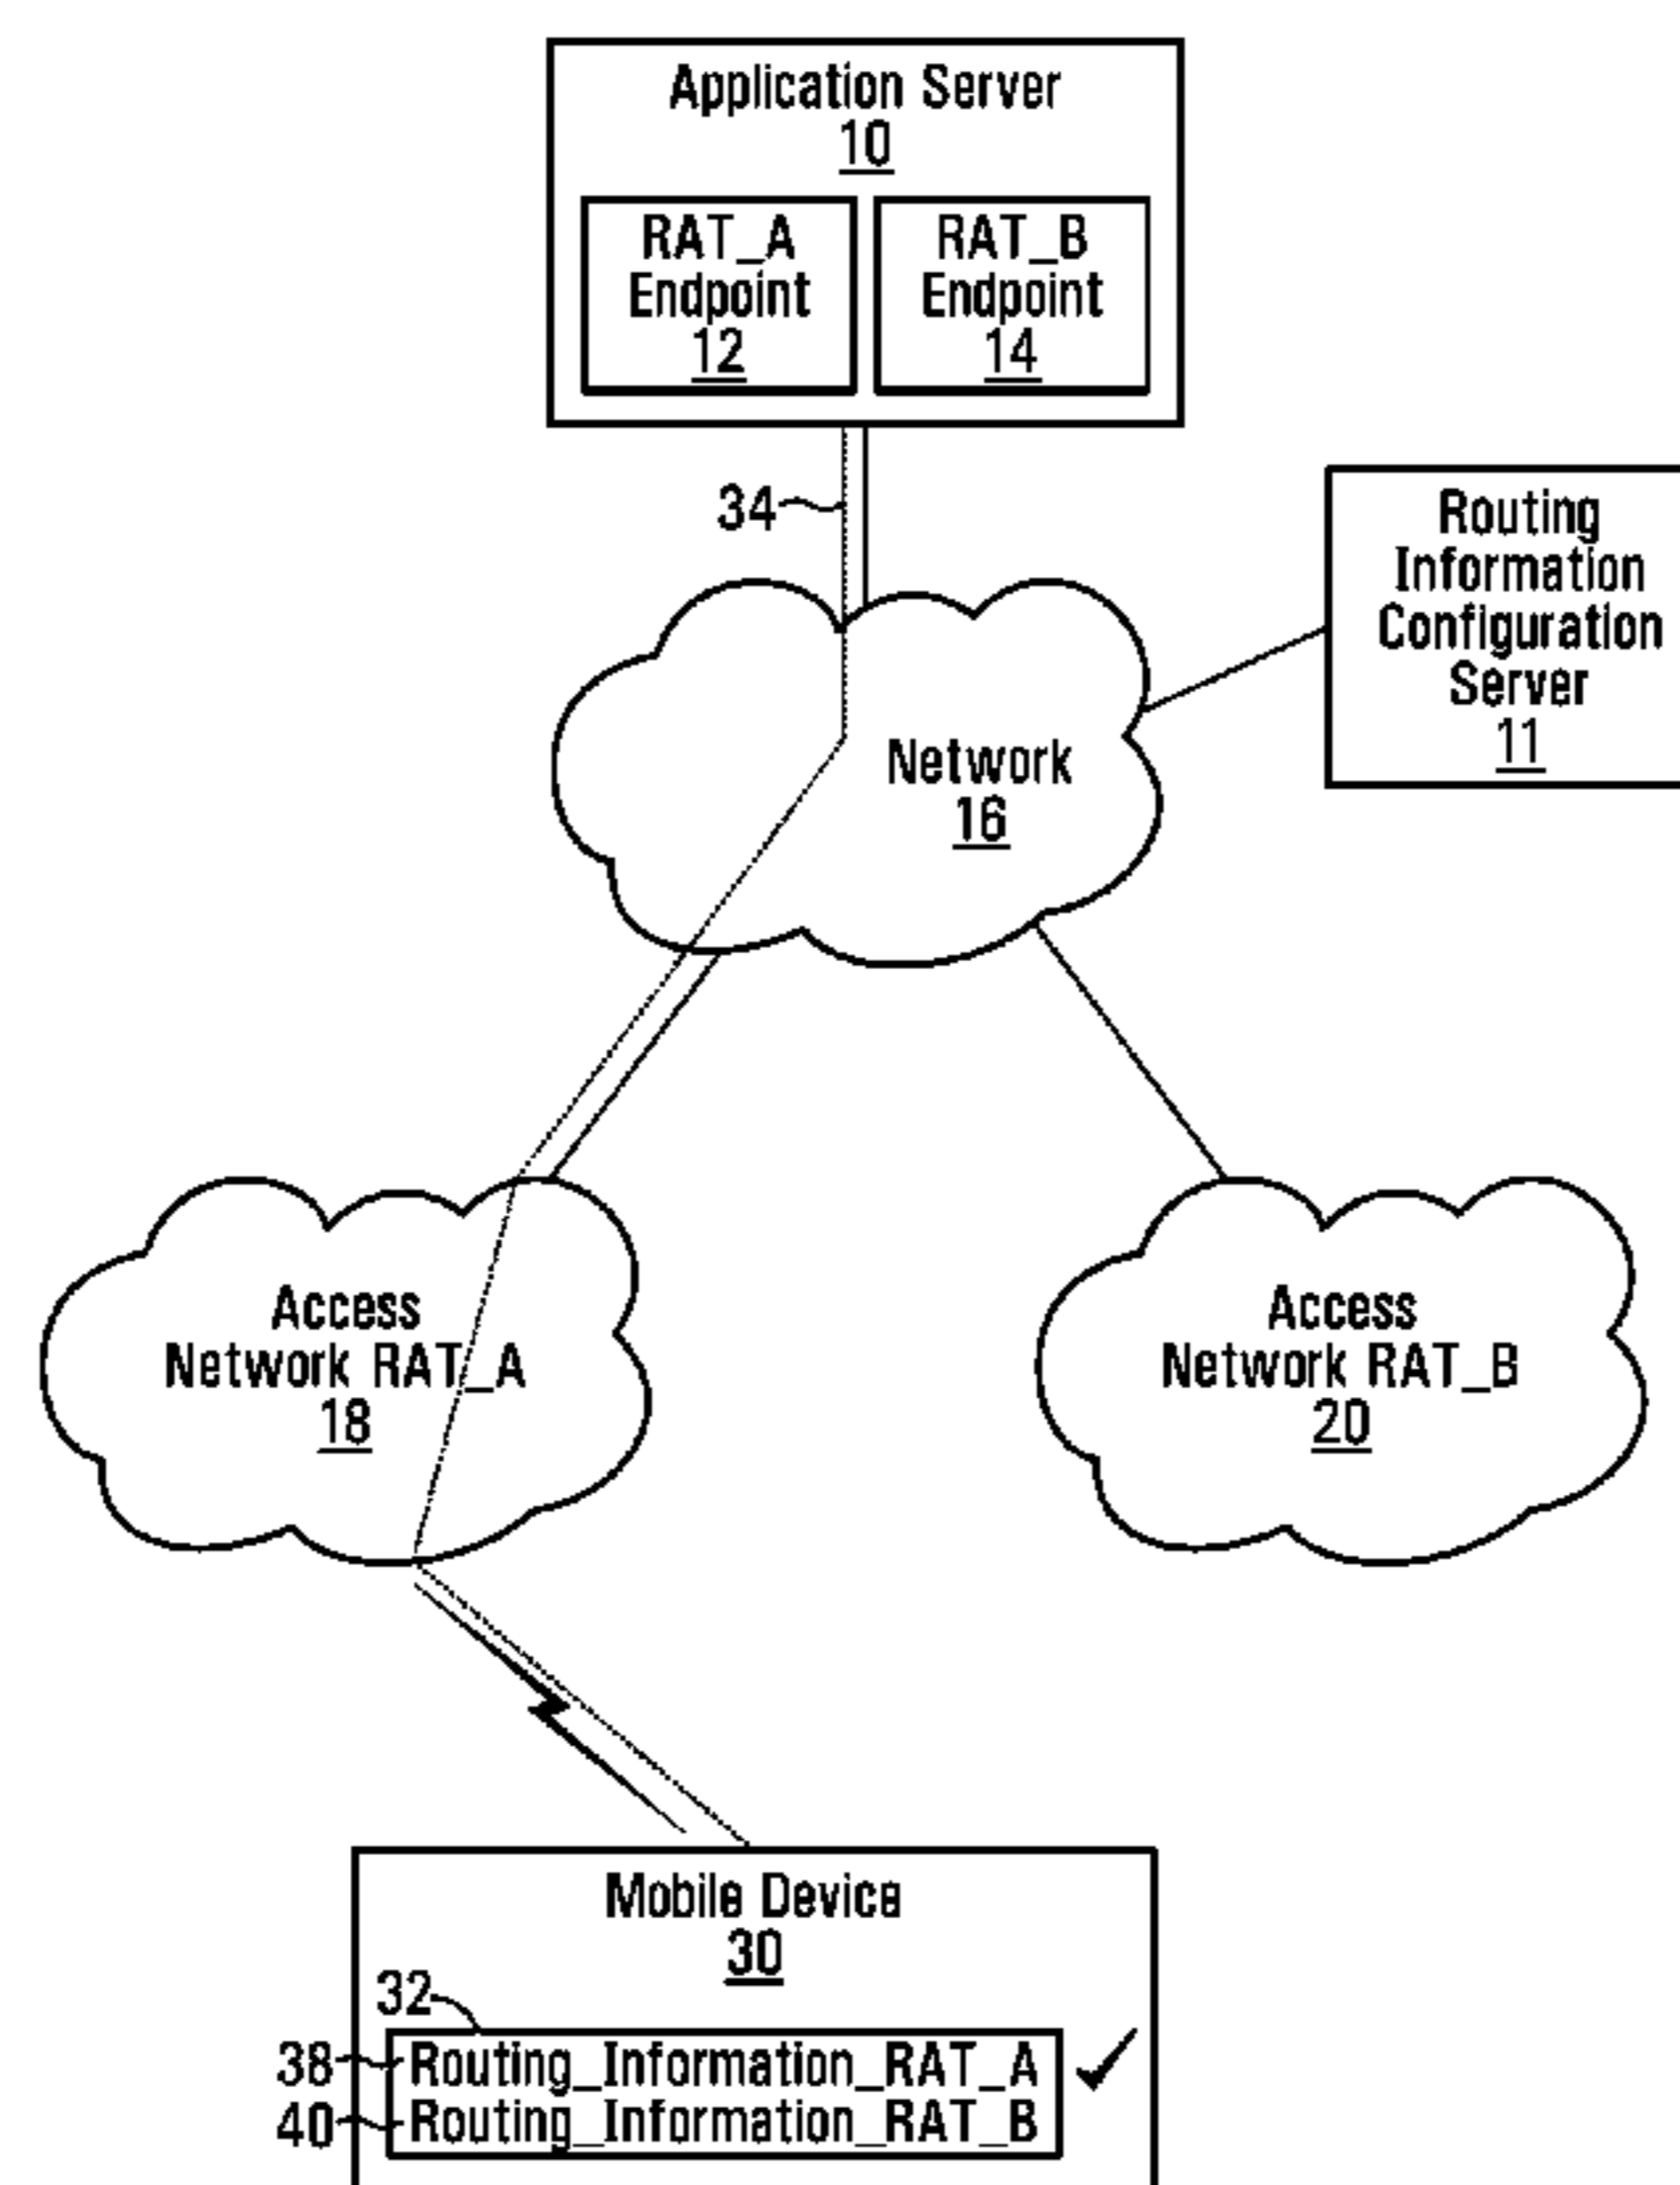 Application Server
10
RAT_A
Endpoint
12
RAT_B
Endpoint
14
34
Routing
Information
Configuration
Server
11
Network
16
Access
Network RAT_A
18
Access
Network RAT_B
20
Mobile Device
30
32
38
Routing_Information_RAT_A
40
Routing_Information_RAT_B